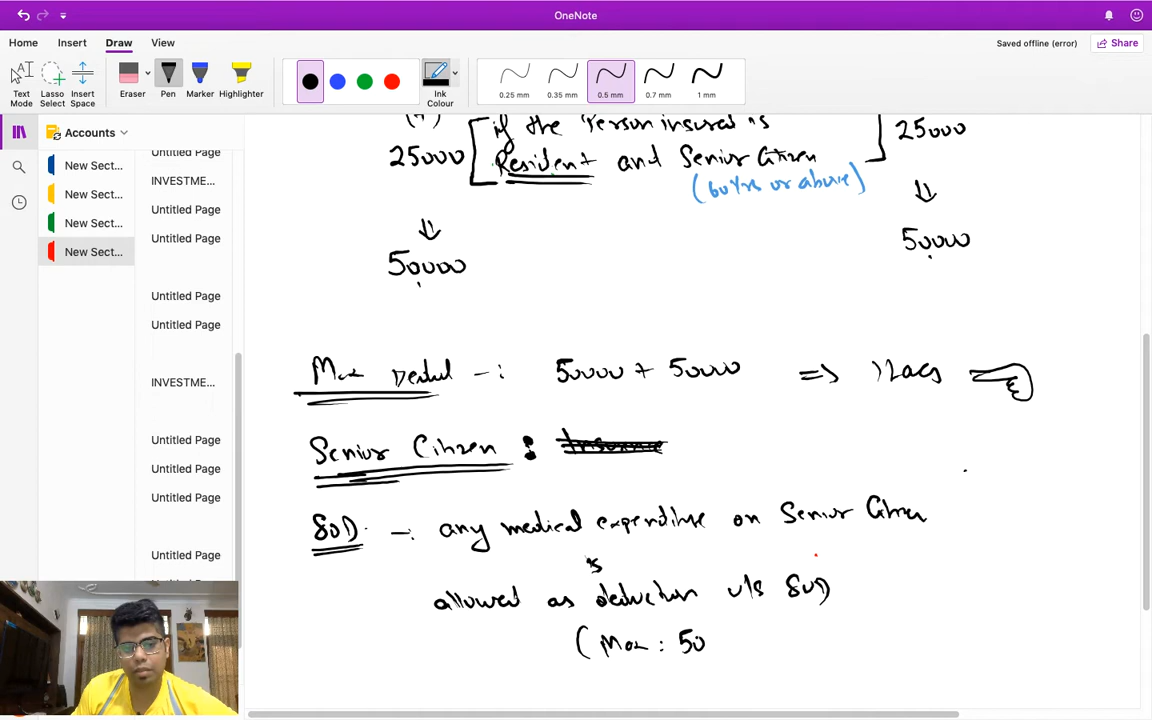 OneNote
Home Insert Draw View
Saved offline (error) Share
Text Mode
Lasso Select
Insert Space
Eraser
Pen
Marker
Highlighter
Ink Colour
0.25 mm 0.35 mm 0.5 mm 0.7 mm 1 mm
Accounts
New Sect...
New Sect...
New Sect...
New Sect...
Untitled Page
INVESTME...
Untitled Page
Untitled Page
Untitled Page
Untitled Page
INVESTME...
Untitled Page
Untitled Page
Untitled Page
Untitled Page
if the Person insured is
25000 Resident and Senior Citizen 25000
(60 Yrs or above)
50000 50000
Max -: 50000 + 50000 => 1 Lacs
Senior Citizen :
80D -: any medical expenditure on Senior Citizen
is
allowed as deduction u/s 80D
(Max : 50